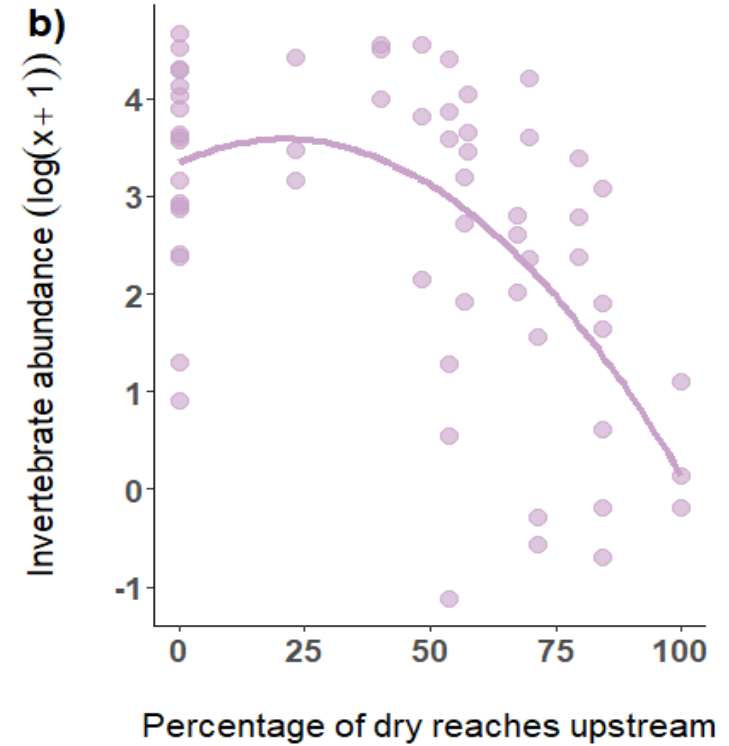 b)
Invertebrate abundance (log(x + 1))
4
3
2
1
0
-1
0 25 50 75 100
Percentage of dry reaches upstream